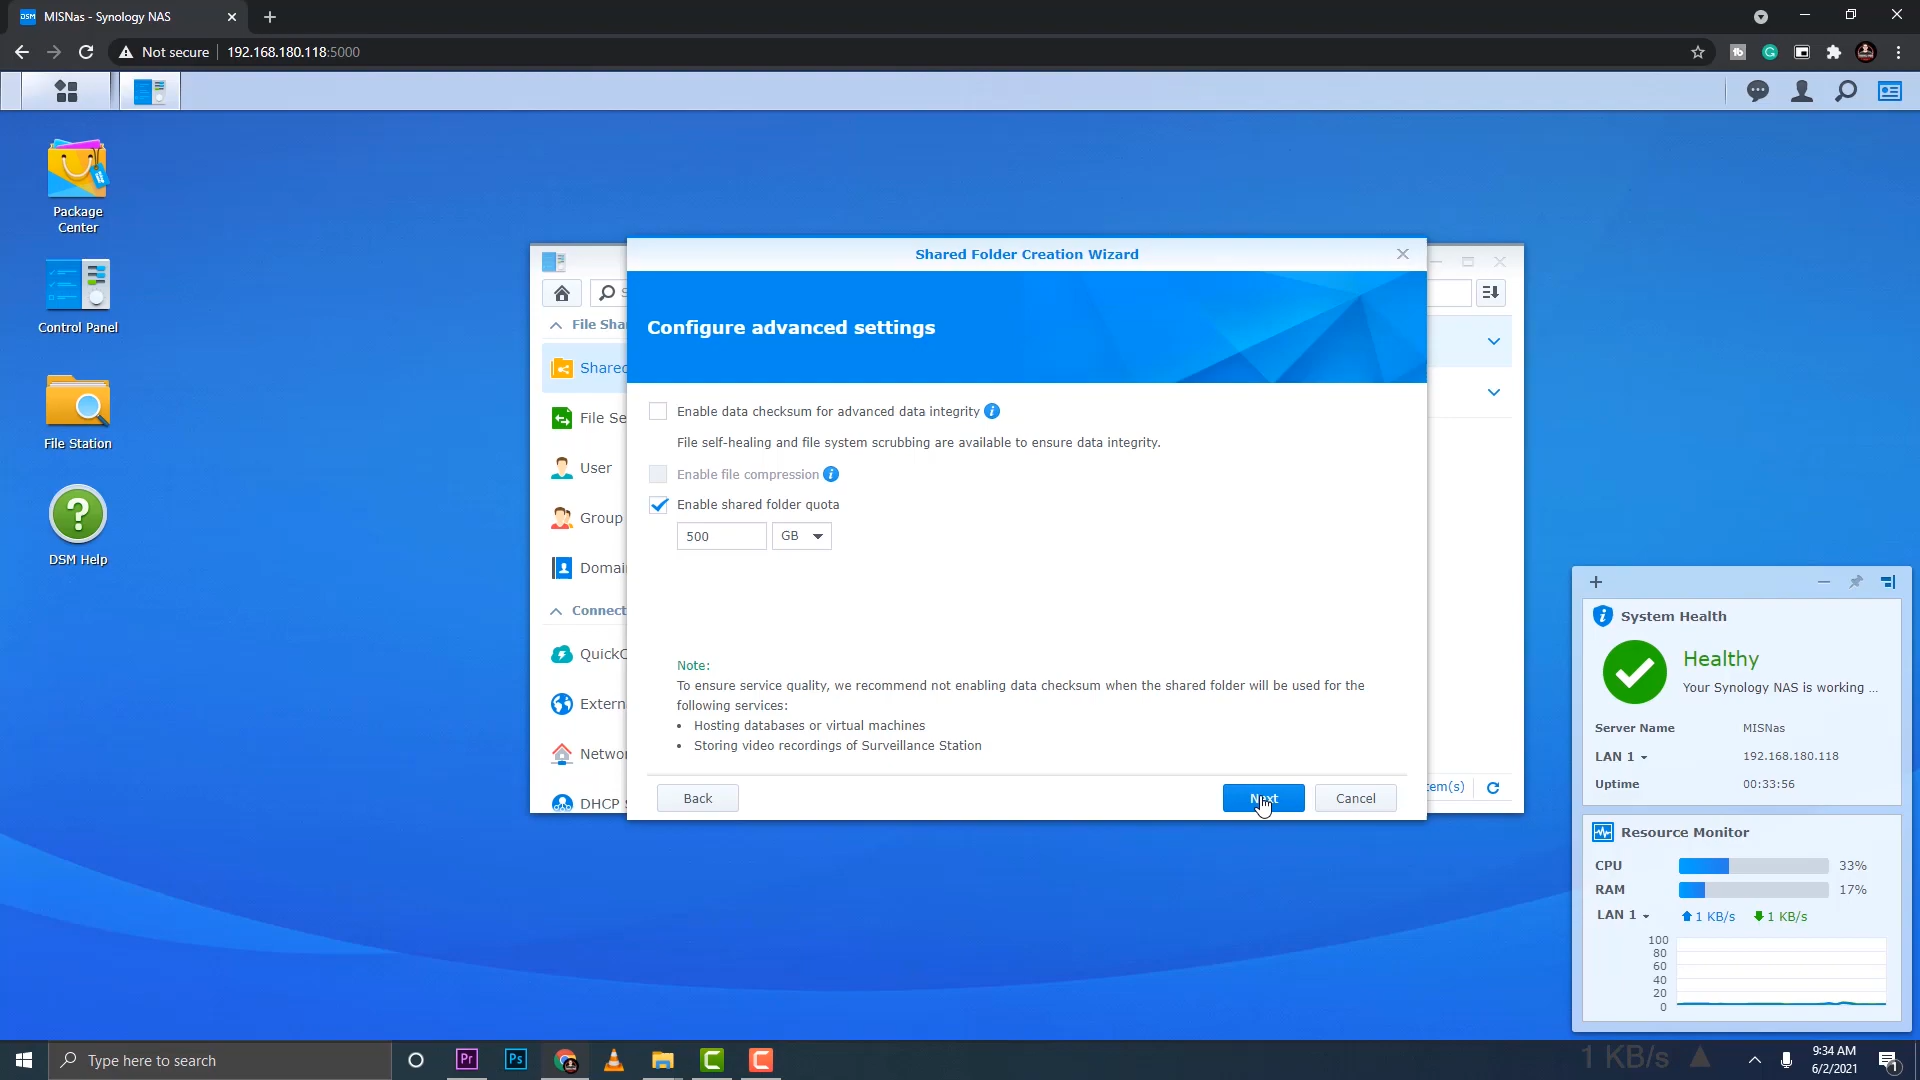 DSM
MISNas - Synology NAS
Not secure
192.168.180.118:5000
Package
Center
Control Panel
File Station
?
DSM Help
File Sha
Shared
File Se
User
Group
Domai
Connect
QuickC
Extern
Netwo
DHCP
em(s)
Shared Folder Creation Wizard
Configure advanced settings
Enable data checksum for advanced data integrity
File self-healing and file system scrubbing are available to ensure data integrity.
Enable file compression
Enable shared folder quota
500
GB
Note:
To ensure service quality, we recommend not enabling data checksum when the shared folder will be used for the
following services:
• Hosting databases or virtual machines
• Storing video recordings of Surveillance Station
Back
Next
Cancel
System Health
Healthy
Your Synology NAS is working ...
Server Name MISNas
LAN 1 192.168.180.118
Uptime 00:33:56
Resource Monitor
CPU 33%
RAM 17%
LAN 1 1 KB/s 1 KB/s
100
80
60
40
20
0
Type here to search
Pr
Ps
1 KB/s
9:34 AM
6/2/2021
1